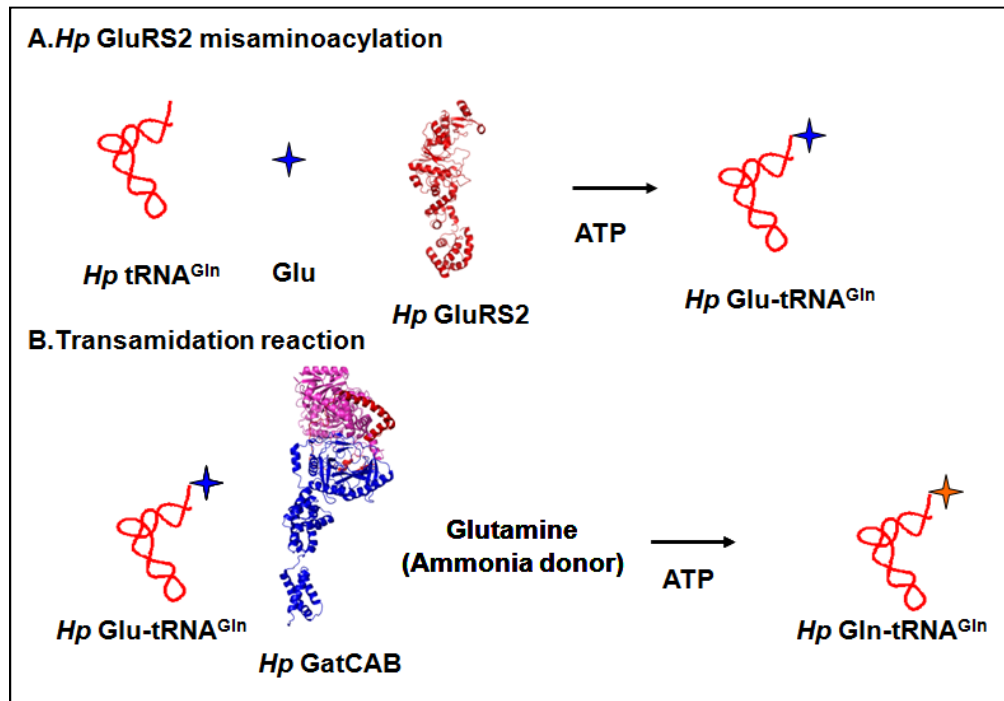 A.Hp GluRS2 misaminoacylation
Hp tRNAGln
Glu
Hp GluRS2
ATP
Hp Glu-tRNAGln
B.Transamidation reaction
Hp Glu-tRNAGln
Hp GatCAB
Glutamine
(Ammonia donor)
ATP
Hp Gln-tRNAGln